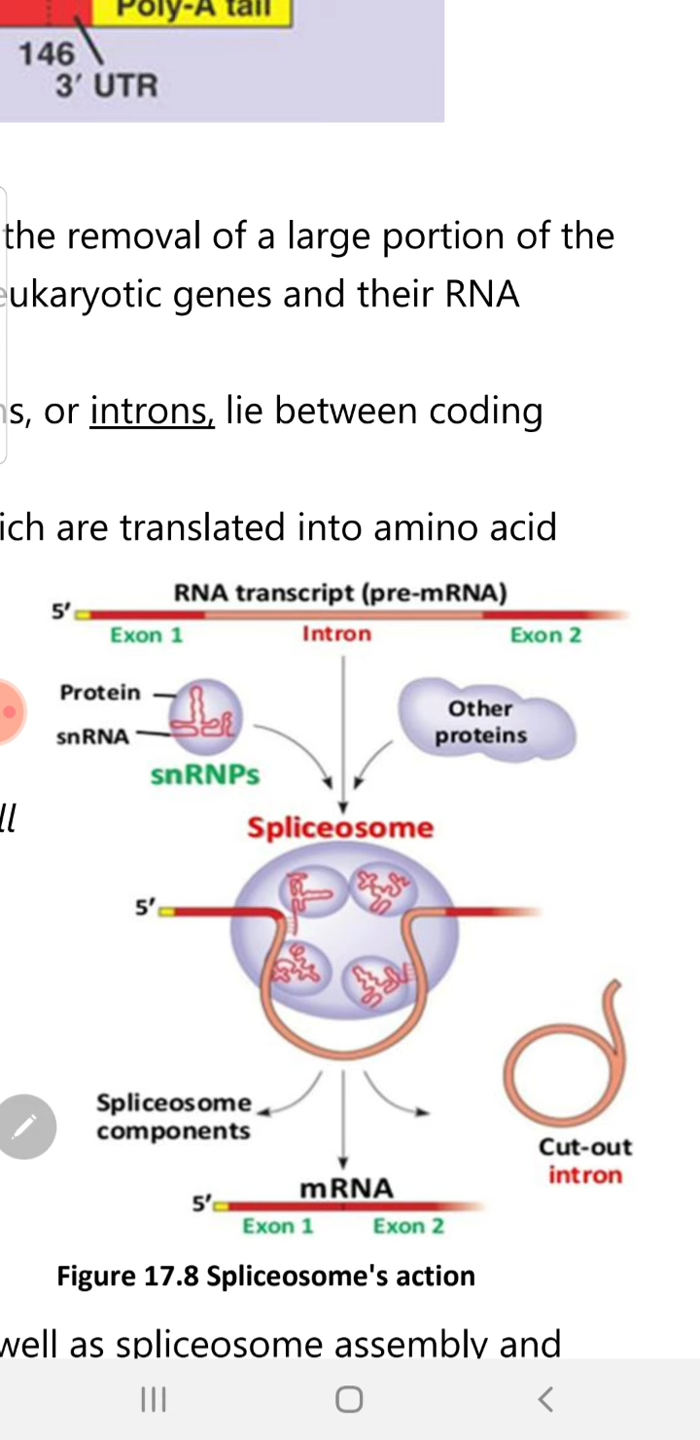 Poly-A tail
146
3′ UTR
the removal of a large portion of the
eukaryotic genes and their RNA
s, or introns, lie between coding
ich are translated into amino acid
RNA transcript (pre-mRNA)
5′
Exon 1 Intron Exon 2
Protein
snRNA
snRNPs
Other
proteins
ll
Spliceosome
5′
Spliceosome
components
Cut-out
intron
mRNA
5′
Exon 1 Exon 2
Figure 17.8 Spliceosome's action
well as spliceosome assembly and